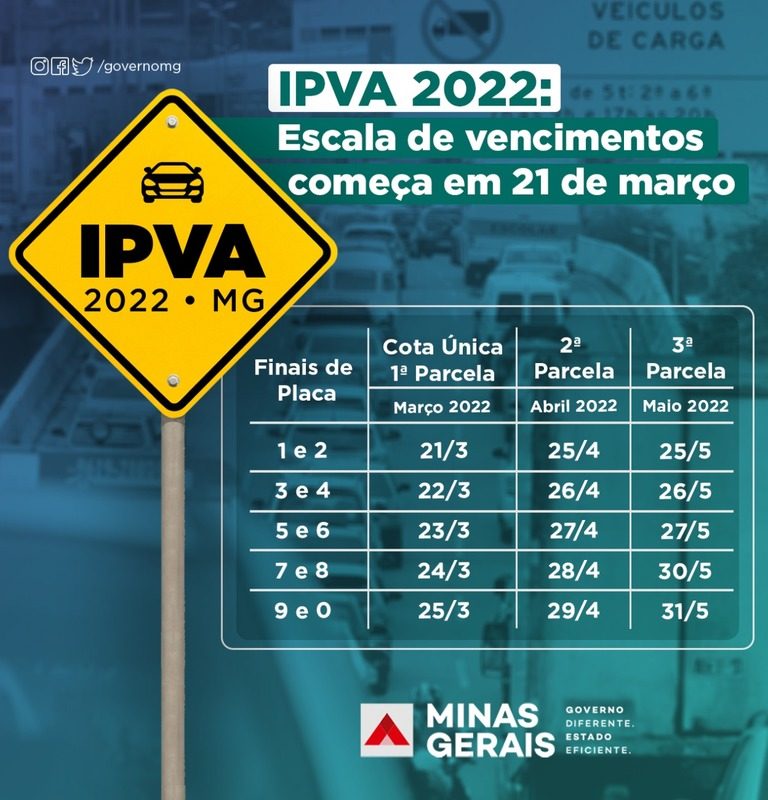 VEÍCULOS
DE CARGA
/governomg
IPVA 2022:
Escala de vencimentos
começa em 21 de março
IPVA
2022 • MG
Finais de Placa | Cota Única 1ª Parcela | 2ª Parcela | 3ª Parcela
Março 2022 | Abril 2022 | Maio 2022
1 e 2 | 21/3 | 25/4 | 25/5
3 e 4 | 22/3 | 26/4 | 26/5
5 e 6 | 23/3 | 27/4 | 27/5
7 e 8 | 24/3 | 28/4 | 30/5
9 e 0 | 25/3 | 29/4 | 31/5
MINAS
GERAIS
GOVERNO
DIFERENTE.
ESTADO
EFICIENTE.